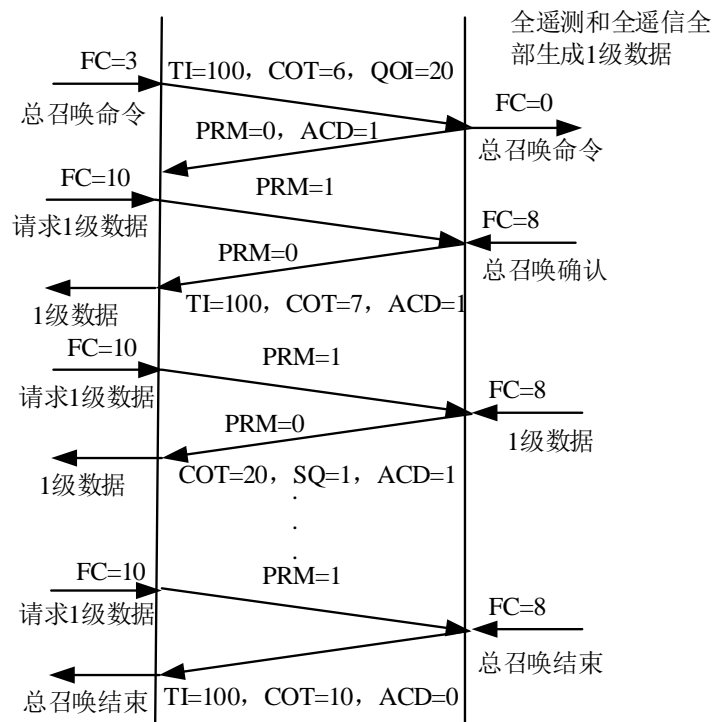 全遥测和全遥信全
部生成1级数据
FC=3
TI=100，COT=6，QOI=20
FC=0
总召唤命令
PRM=0，ACD=1
总召唤命令
FC=10
PRM=1
请求1级数据
FC=8
PRM=0
总召唤确认
1级数据
TI=100，COT=7，ACD=1
FC=10
PRM=1
请求1级数据
FC=8
PRM=0
1级数据
1级数据
COT=20，SQ=1，ACD=1
.
.
.
FC=10
PRM=1
请求1级数据
FC=8
总召唤结束
总召唤结束
TI=100，COT=10，ACD=0